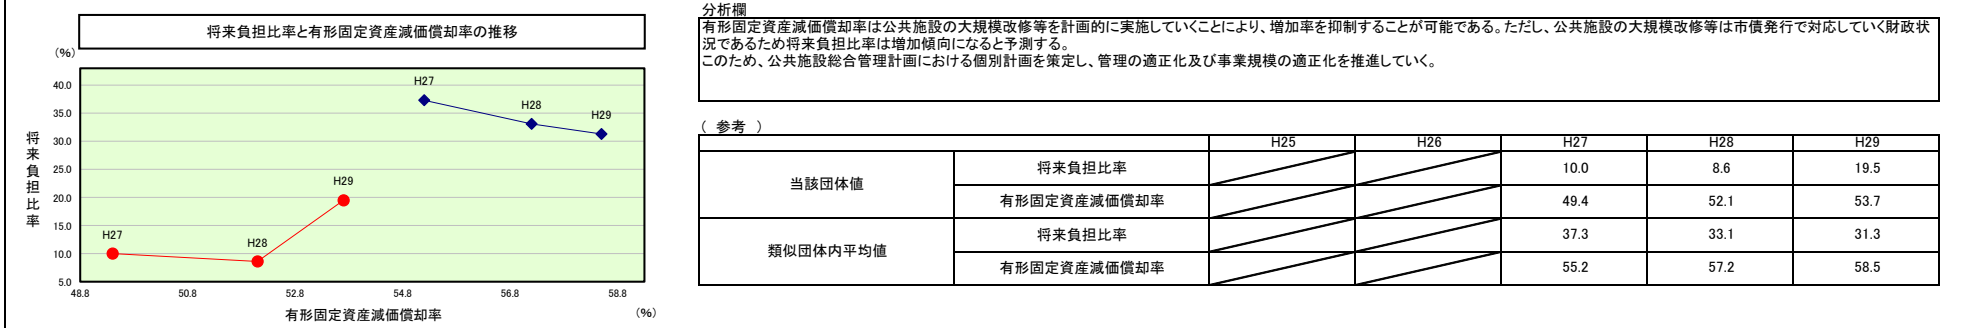 将来負担比率と有形固定資産減価償却率の推移
(%)
40.0
35.0
30.0
25.0
20.0
15.0
10.0
5.0
将来負担比率
H27
H28
H29
H29
H27
H28
48.8 50.8 52.8 54.8 56.8 58.8
有形固定資産減価償却率
(%)
分析欄
有形固定資産減価償却率は公共施設の大規模改修等を計画的に実施していくことにより、増加率を抑制することが可能である。ただし、公共施設の大規模改修等は市債発行で対応していく財政状
況であるため将来負担比率は増加傾向になると予測する。
このため、公共施設総合管理計画における個別計画を策定し、管理の適正化及び事業規模の適正化を推進していく。
( 参考 )
H25 H26 H27 H28 H29
当該団体値
将来負担比率 10.0 8.6 19.5
有形固定資産減価償却率 49.4 52.1 53.7
類似団体内平均値
将来負担比率 37.3 33.1 31.3
有形固定資産減価償却率 55.2 57.2 58.5